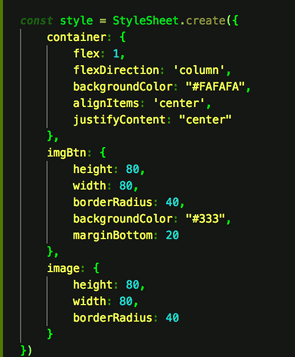 const style = StyleSheet.create({
    container: {
        flex: 1,
        flexDirection: 'column',
        backgroundColor: "#FAFAFA",
        alignItems: 'center',
        justifyContent: "center"
    },
    imgBtn: {
        height: 80,
        width: 80,
        borderRadius: 40,
        backgroundColor: "#333",
        marginBottom: 20
    },
    image: {
        height: 80,
        width: 80,
        borderRadius: 40
    }
})